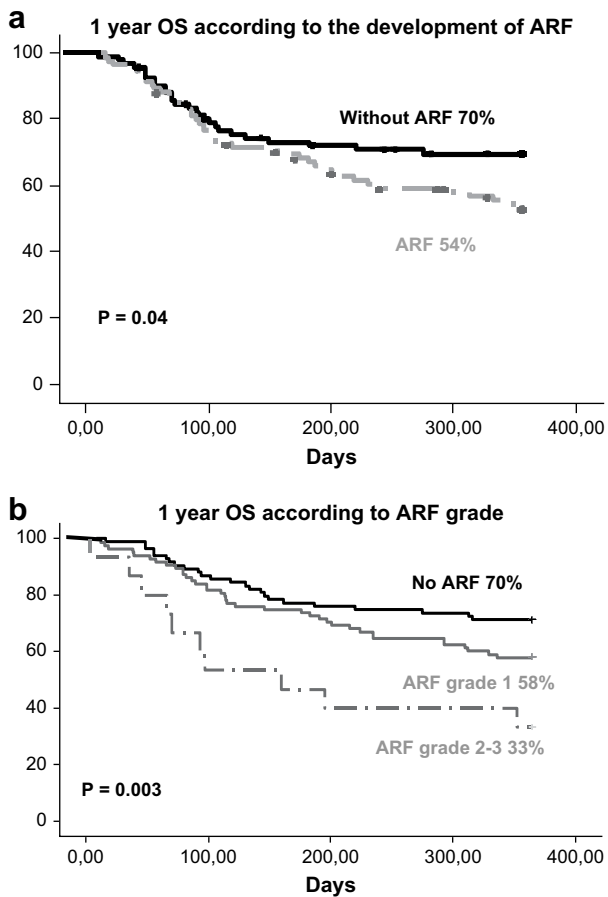 a
1 year OS according to the development of ARF
100
80
60
40
20
0
Without ARF 70%
ARF 54%
P = 0.04
0,00 100,00 200,00 300,00 400,00
Days
b
1 year OS according to ARF grade
100
80
60
40
20
0
No ARF 70%
ARF grade 1 58%
ARF grade 2-3 33%
P = 0.003
0,00 100,00 200,00 300,00 400,00
Days